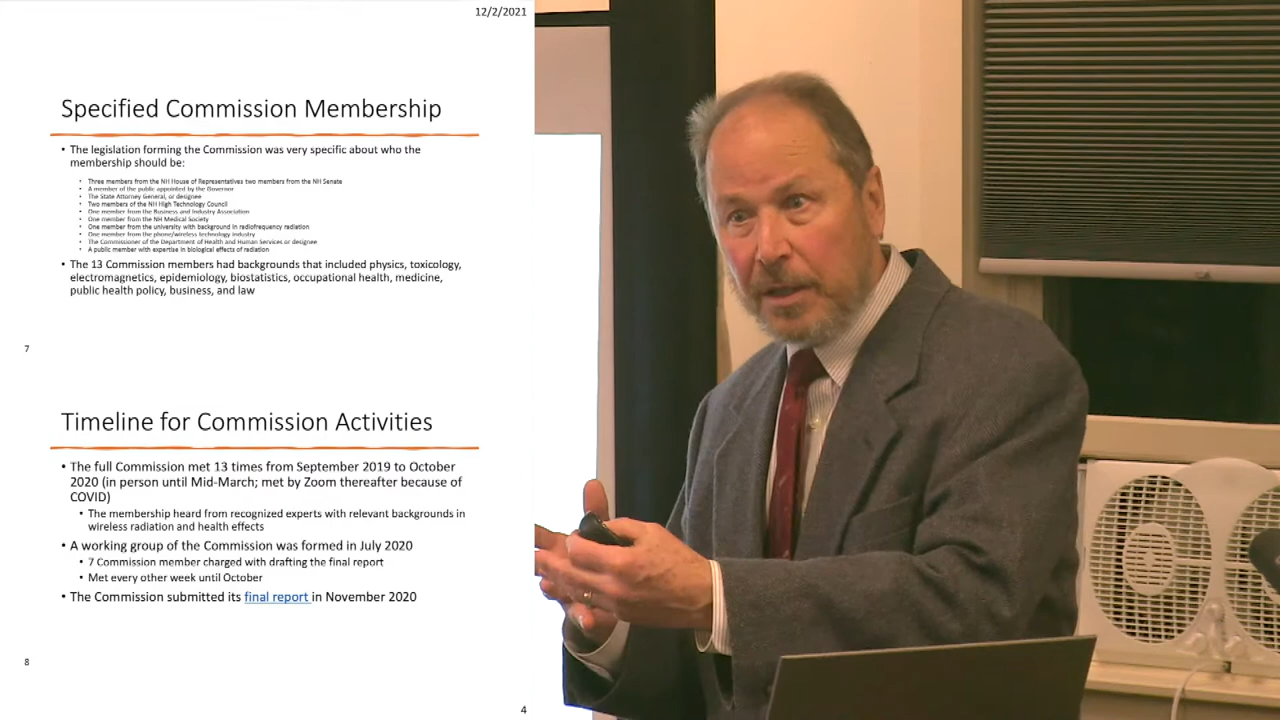 12/2/2021
Specified Commission Membership
• The legislation forming the Commission was very specific about who the
membership should be:
• Three members from the NH House of Representatives two members from the NH Senate
• A member of the public appointed by the Governor
• The State Attorney General, or designee
• Two members of the NH High Technology Council
• One member from the Business and Industry Association
• One member from the NH Medical Society
• One member from the university with background in radiofrequency radiation
• One member from the phone/wireless technology industry
• The Commissioner of the Department of Health and Human Services or designee
• A public member with expertise in biological effects of radiation
• The 13 Commission members had backgrounds that included physics, toxicology,
electromagnetics, epidemiology, biostatistics, occupational health, medicine,
public health policy, business, and law
7
Timeline for Commission Activities
• The full Commission met 13 times from September 2019 to October
2020 (in person until Mid-March; met by Zoom thereafter because of
COVID)
• The membership heard from recognized experts with relevant backgrounds in
wireless radiation and health effects
• A working group of the Commission was formed in July 2020
• 7 Commission member charged with drafting the final report
• Met every other week until October
• The Commission submitted its final report in November 2020
8
4